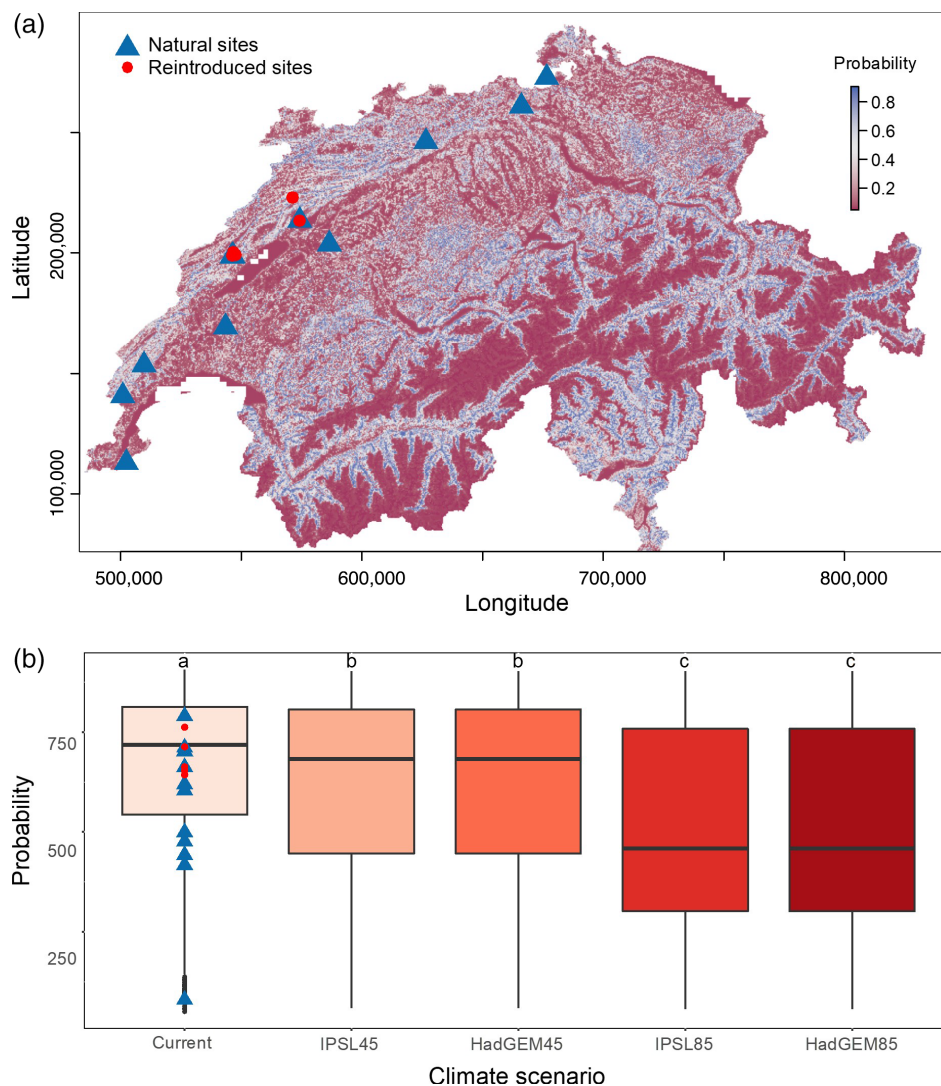 (a)
Natural sites
Reintroduced sites
Probability
0.8
0.6
0.4
0.2
Latitude
200,000
100,000
500,000
600,000
700,000
800,000
Longitude
(b)
a
b
b
c
c
Probability
750
500
250
Current
IPSL45
HadGEM45
IPSL85
HadGEM85
Climate scenario